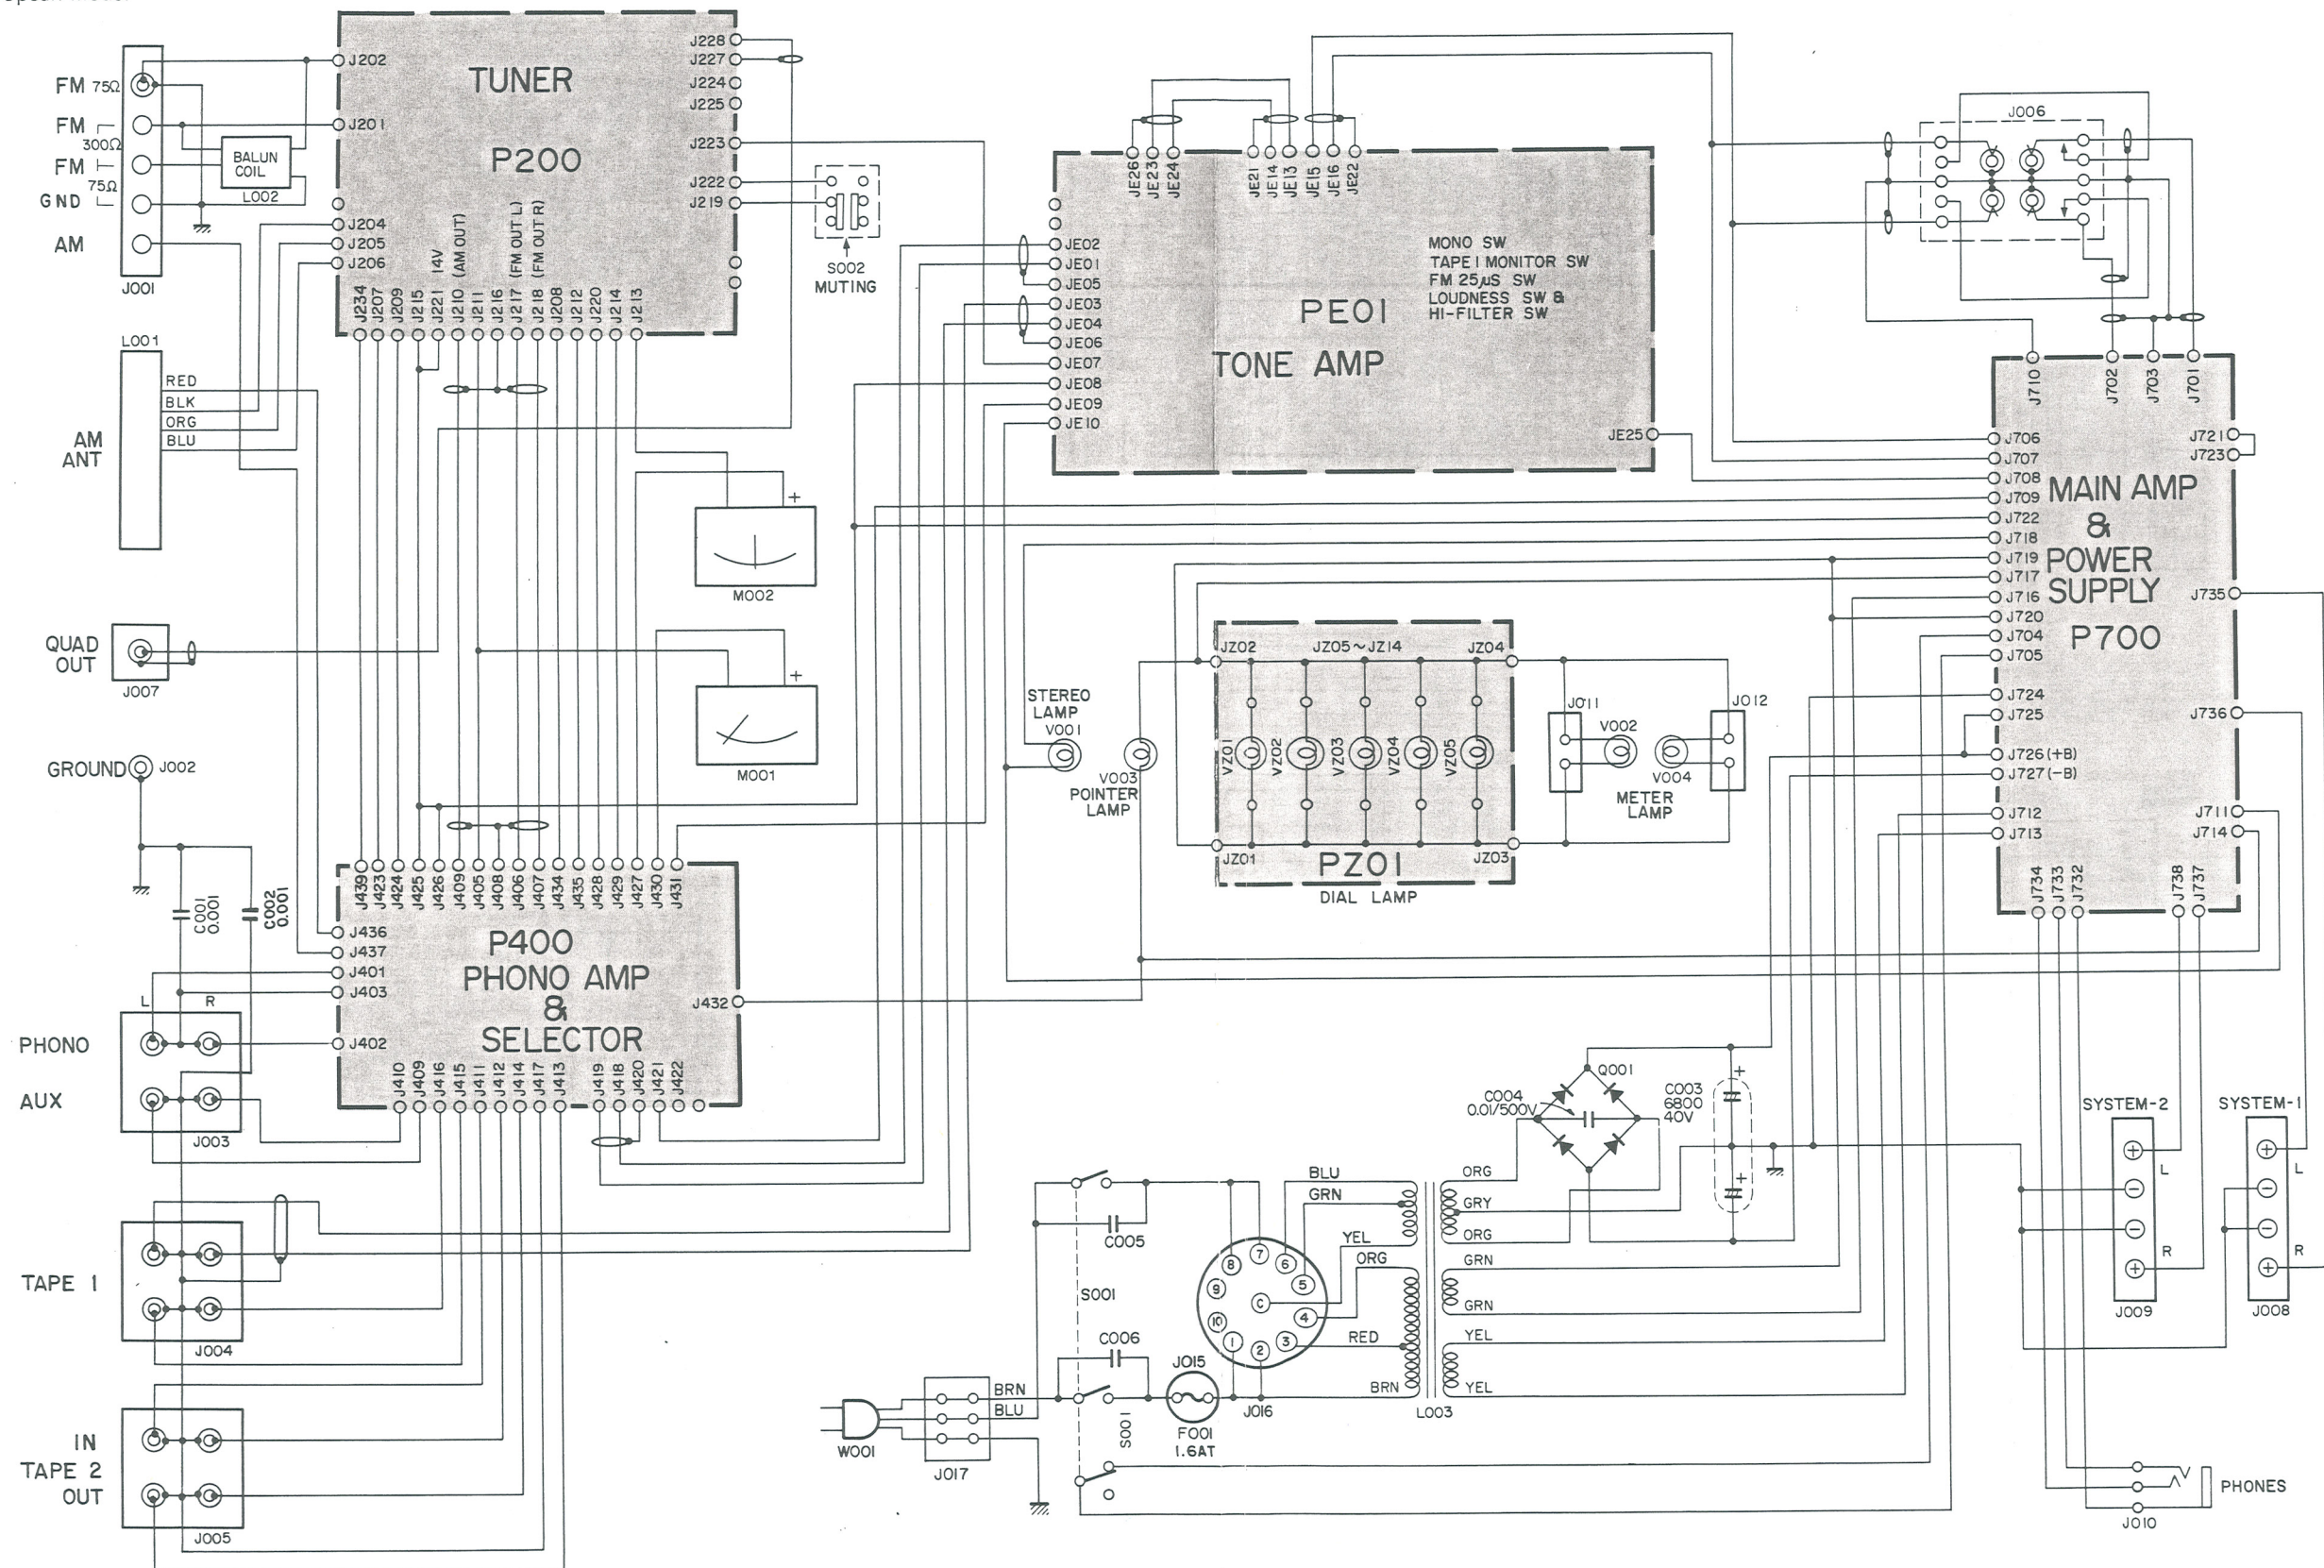 FM 75Ω
FM
300Ω
FM
75Ω
GND
AM
J001
BALUN
COIL
L002
J202
J201
J204
J205
J206
TUNER
P200
J228
J227
J224
J225
J223
J222
J219
14V
(AM OUT)
(FM OUT L)
(FM OUT R)
J234
J207
J209
J215
J221
J210
J211
J216
J217
J218
J208
J212
J220
J214
J213
S002
MUTING
L001
RED
BLK
ORG
BLU
AM
ANT
M002
M001
QUAD
OUT
J007
GROUND
J002
C001
0.001
C002
0.001
JE26
JE23
JE24
JE21
JE14
JE13
JE15
JE16
JE22
JE02
JE01
JE05
JE03
JE04
JE06
JE07
JE08
JE09
JE10
JE25
PE01
TONE AMP
MONO SW
TAPE 1 MONITOR SW
FM 25µS SW
LOUDNESS SW &
HI-FILTER SW
J006
J710
J702
J703
J701
J706
J707
J708
J709
J722
J718
J719
J717
J716
J720
J704
J705
J724
J725
J726 (+B)
J727 (-B)
J712
J713
J721
J723
J735
J736
J711
J714
J734
J733
J732
J738
J737
MAIN AMP
&
POWER
SUPPLY
P700
STEREO
LAMP
V001
V003
POINTER
LAMP
JZ02
JZ05~JZ14
JZ04
VZ01
VZ02
VZ03
VZ04
VZ05
JZ01
PZ01
JZ03
DIAL LAMP
J011
V002
V004
J012
METER
LAMP
J439
J423
J424
J425
J426
J409
J405
J408
J406
J407
J434
J435
J428
J429
J427
J430
J431
J436
J437
J401
J403
J402
J432
P400
PHONO AMP
&
SELECTOR
J410
J409
J416
J415
J411
J412
J414
J417
J413
J419
J418
J420
J421
J422
L
R
PHONO
AUX
J003
TAPE 1
J004
IN
TAPE 2
OUT
J005
W001
J017
BRN
BLU
S001
S001
C005
C006
J015
F001
1.6AT
J016
7
8
6
9
5
C
10
4
1
2
3
BLU
GRN
YEL
ORG
RED
BRN
L003
ORG
GRY
ORG
GRN
GRN
YEL
YEL
C004
0.01/500V
Q001
C003
6800
40V
+
+
SYSTEM-2
SYSTEM-1
L
R
L
R
J009
J008
PHONES
J010